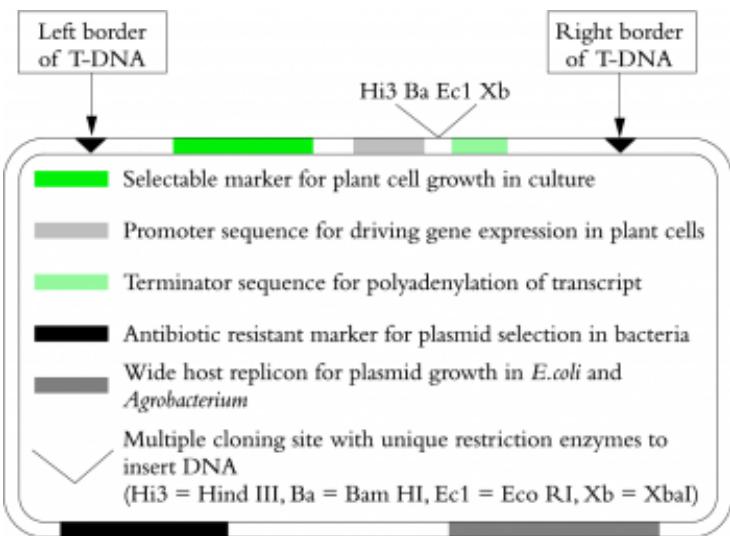 Left border
of T-DNA
Right border
of T-DNA
Hi3 Ba Ec1 Xb
Selectable marker for plant cell growth in culture
Promoter sequence for driving gene expression in plant cells
Terminator sequence for polyadenylation of transcript
Antibiotic resistant marker for plasmid selection in bacteria
Wide host replicon for plasmid growth in E.coli and
Agrobacterium
Multiple cloning site with unique restriction enzymes to
insert DNA
(Hi3 = Hind III, Ba = Bam HI, Ec1 = Eco RI, Xb = XbaI)